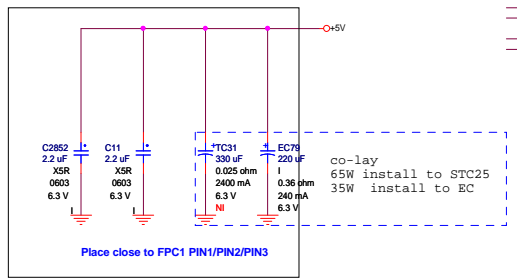 +5V
C2852
2.2 uF
X5R
0603
6.3 V
I
C11
2.2 uF
X5R
0603
6.3 V
I
+
TC31
330 uF
0.025 ohm
2400 mA
6.3 V
NI
+
EC79
220 uF
I
0.36 ohm
240 mA
6.3 V
co-lay
65W install to STC25
35W install to EC
Place close to FPC1 PIN1/PIN2/PIN3